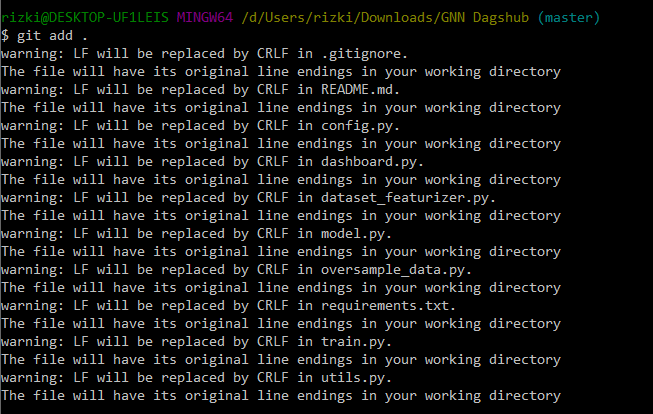 rizki@DESKTOP-UF1LEIS MINGW64 /d/Users/rizki/Downloads/GNN Dagshub (master)
$ git add .
warning: LF will be replaced by CRLF in .gitignore.
The file will have its original line endings in your working directory
warning: LF will be replaced by CRLF in README.md.
The file will have its original line endings in your working directory
warning: LF will be replaced by CRLF in config.py.
The file will have its original line endings in your working directory
warning: LF will be replaced by CRLF in dashboard.py.
The file will have its original line endings in your working directory
warning: LF will be replaced by CRLF in dataset_featurizer.py.
The file will have its original line endings in your working directory
warning: LF will be replaced by CRLF in model.py.
The file will have its original line endings in your working directory
warning: LF will be replaced by CRLF in oversample_data.py.
The file will have its original line endings in your working directory
warning: LF will be replaced by CRLF in requirements.txt.
The file will have its original line endings in your working directory
warning: LF will be replaced by CRLF in train.py.
The file will have its original line endings in your working directory
warning: LF will be replaced by CRLF in utils.py.
The file will have its original line endings in your working directory